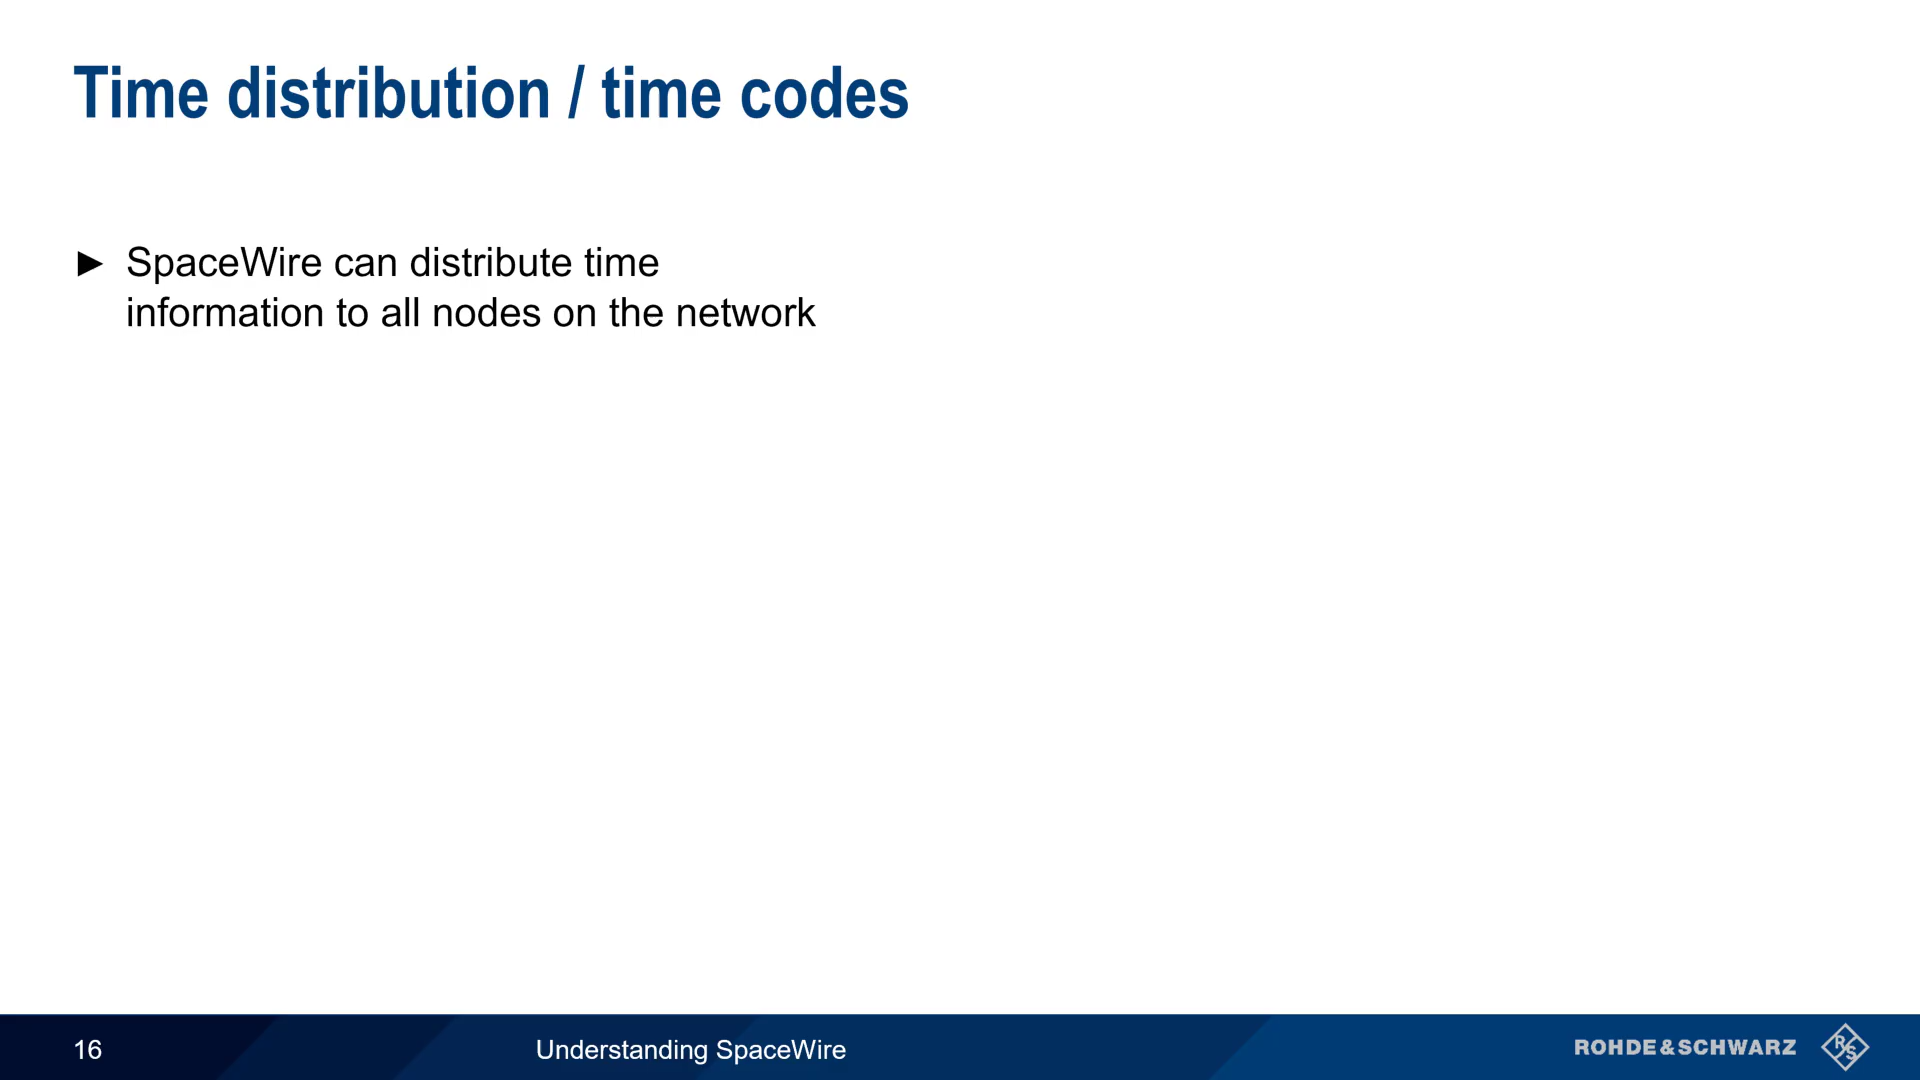 Time distribution / time codes
► SpaceWire can distribute time
information to all nodes on the network
16
Understanding SpaceWire
ROHDE&SCHWARZ
R
S